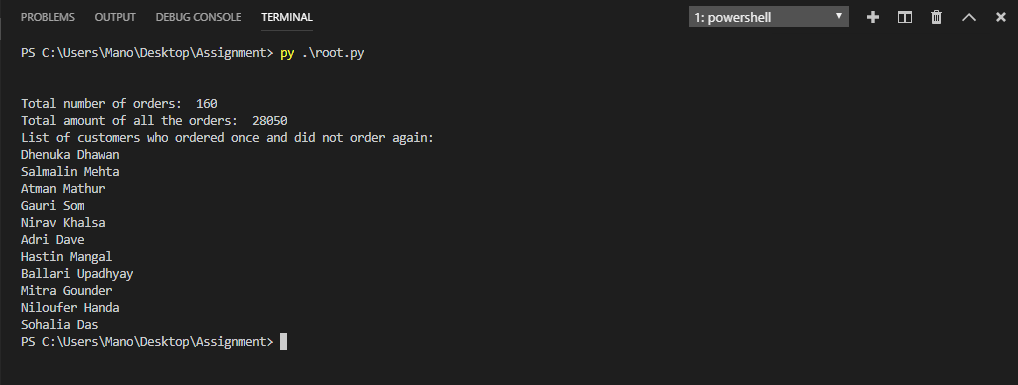 PROBLEMS OUTPUT DEBUG CONSOLE TERMINAL 1: powershell
PS C:\Users\Mano\Desktop\Assignment> py .\root.py
Total number of orders:  160
Total amount of all the orders:  28050
List of customers who ordered once and did not order again:
Dhenuka Dhawan
Salmalin Mehta
Atman Mathur
Gauri Som
Nirav Khalsa
Adri Dave
Hastin Mangal
Ballari Upadhyay
Mitra Gounder
Niloufer Handa
Sohalia Das
PS C:\Users\Mano\Desktop\Assignment>